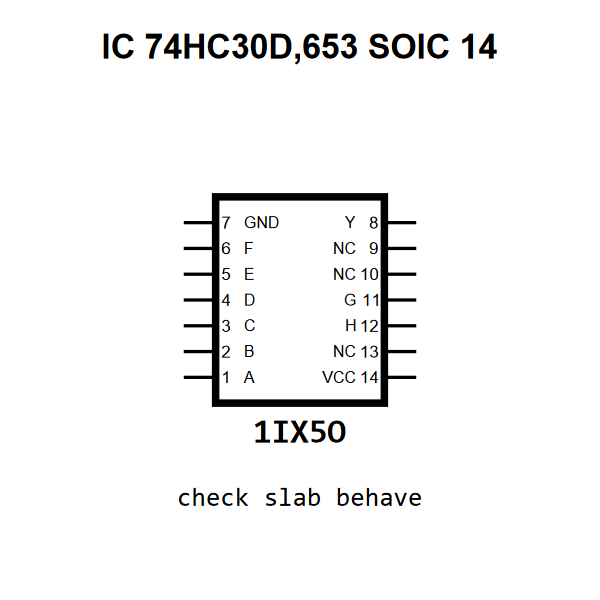 IC 74HC30D,653 SOIC 14
7 GND Y 8
6 F NC 9
5 E NC 10
4 D G 11
3 C H 12
2 B NC 13
1 A VCC 14
1IX5O
check slab behave